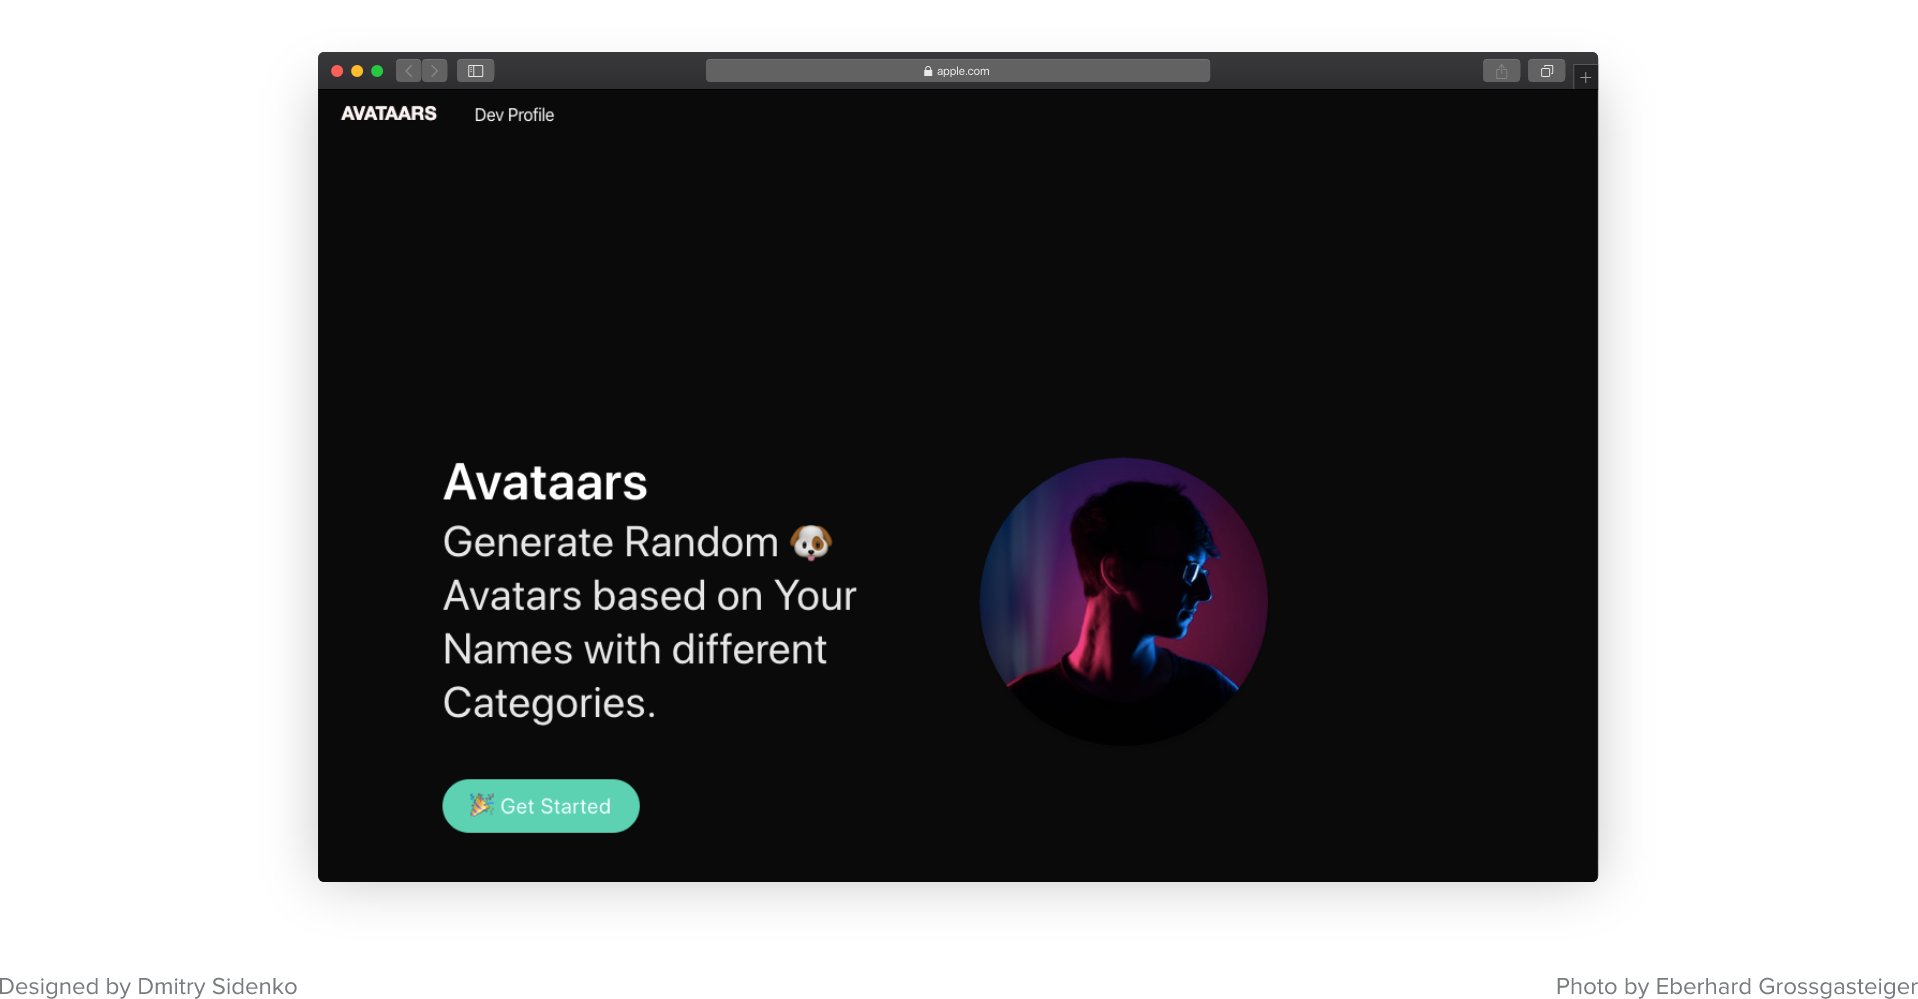 apple.com
AVATAARS Dev Profile
Avataars
Generate Random 🐶
Avatars based on Your
Names with different
Categories.
🎉 Get Started
Designed by Dmitry Sidenko
Photo by Eberhard Grossgasteiger